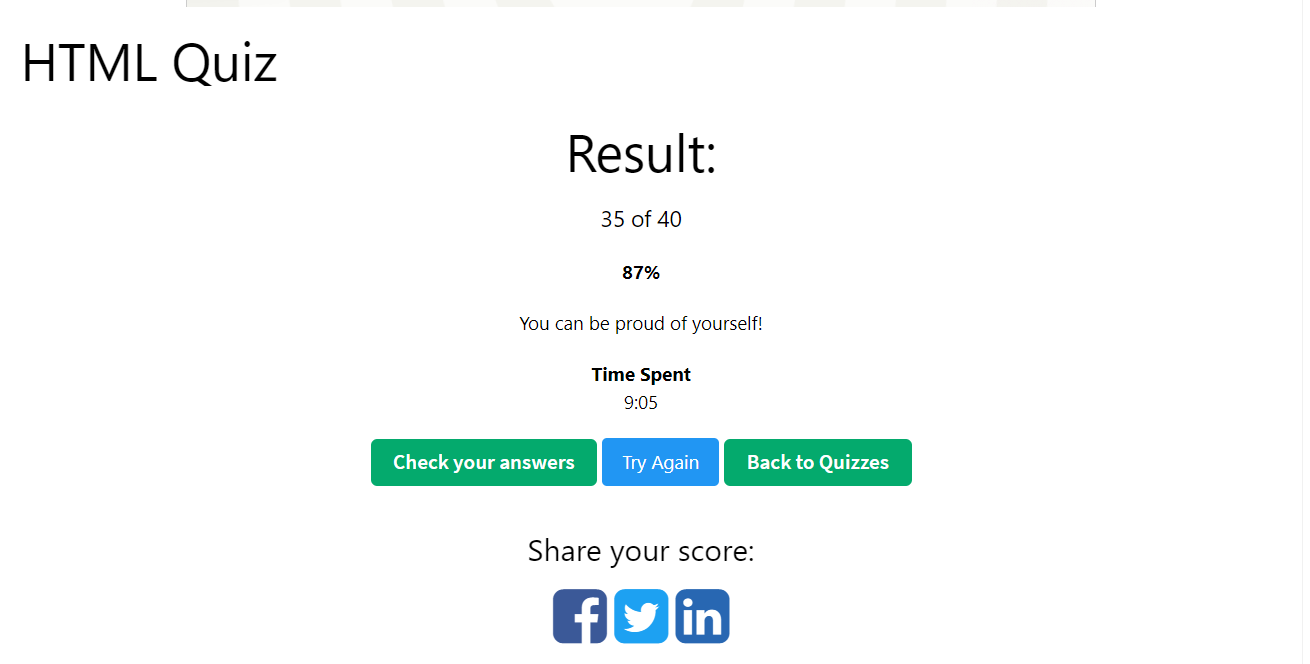 HTML Quiz
Result:
35 of 40
87%
You can be proud of yourself!
Time Spent
9:05
Check your answers Try Again Back to Quizzes
Share your score:
f in